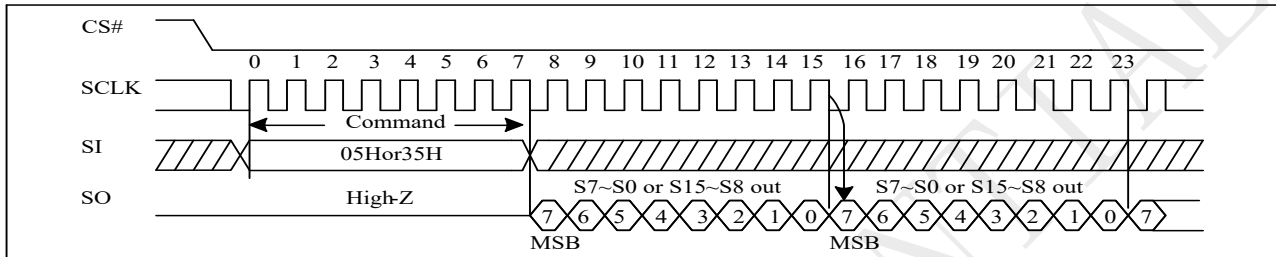 CS#
0 1 2 3 4 5 6 7 8 9 10 11 12 13 14 15 16 17 18 19 20 21 22 23
SCLK
Command
SI
05Hor35H
S7~S0 or S15~S8 out S7~S0 or S15~S8 out
SO
High-Z
7 6 5 4 3 2 1 0 7 6 5 4 3 2 1 0 7
MSB MSB